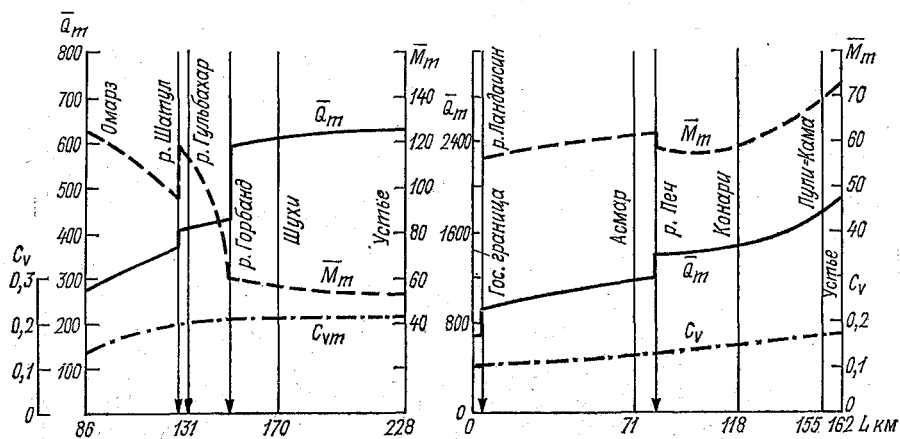 Q̄m
800
700
600
500
400
300
200
100
Cv
0,3
0,2
0,1
0
86
131
170
228
Омарз
р. Шатул
р. Гульбахар
р. Горбанд
Шухи
Устье
Q̄m
M̄m
Cvm
M̄m
140
120
100
80
60
40
Q̄m
2400
1600
800
0
71
118
155
162 L км
р. Ландаисин
Гос. граница
Асмар
р. Печ
Конари
Пули-Кама
Устье
M̄m
Q̄m
Cv
M̄m
70
60
50
40
Cv
0,2
0,1
0